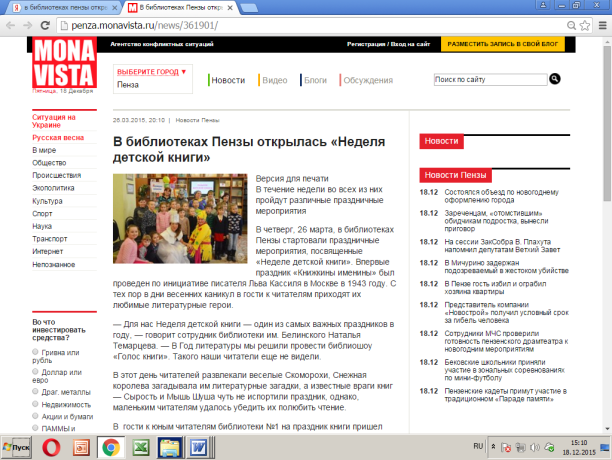 в библиотеках пензы откры
В библиотеках Пензы откр
penza.monavista.ru/news/361901/
MONA
VISTA
Агентство конфликтных ситуаций
Регистрации / Вход на сайт
РАЗМЕСТИТЬ ЗАПИСЬ В СВОЙ БЛОГ
Пятница, 18 Декабря
ВЫБЕРИТЕ ГОРОД ▼
Пенза
Новости
Видео
Блоги
Обсуждения
Поиск по сайту
Ситуация на
Украине
Русская весна
В мире
Общество
Происшествия
Экополитика
Культура
Спорт
Наука
Транспорт
Интернет
Непознанное
Во что
инвестировать
средства?
Гривна или
рубль
Доллар или
евро
Драг. металлы
Недвижимость
Акции и бумаги
ПАММы и
26.03.2015, 20:10 | Новости Пензы
В библиотеках Пензы открылась «Неделя
детской книги»
Версия для печати
В течение недели во всех из них
пройдут различные праздничные
мероприятия
В четверг, 26 марта, в библиотеках
Пензы стартовали праздничные
мероприятия, посвященные
«Неделе детской книги». Впервые
праздник «Книжкины именины» был
проведен по инициативе писателя Льва Кассиля в Москве в 1943 году. С
тех пор в дни весенних каникул в гости к читателям приходят их
любимые литературные герои.
— Для нас Неделя детской книги — один из самых важных праздников в
году, — говорит сотрудник библиотеки им. Белинского Наталья
Темарцева. — В Год литературы мы решили провести библиошоу
«Голос книги». Такого наши читатели еще не видели.
В этот день читателей развлекали веселые Скоморохи, Снежная
королева загадывала им литературные загадки, а известные враги книг
— Сырость и Мышь Шуша чуть не испортили праздник, однако,
маленьким читателям удалось убедить их полюбить чтение.
В гости к юным читателям библиотеки №1 на праздник книги пришел
Новости
Новости Пензы
18.12 Состоялся объезд по новогоднему
оформлению города
18.12 Зареченцам, «отомстившим»
обидчикам подростка, вынесли
приговор
18.12 На сессии ЗакСобра В. Плахута
напомнил депутатам Ветхий Завет
18.12 В Мичурино задержан
подозреваемый в жестоком убийстве
18.12 В Пензе гость избил и ограбил
хозяина квартиры
18.12 Представитель компании
«Новострой» получил условный срок
за гибель человека
18.12 Сотрудники МЧС проверили
готовность пензенского драмтеатра к
новогодним мероприятиям
18.12 Бековские школьники приняли
участие в зональных соревнованиях
по мини-футболу
18.12 Пензенские кадеты примут участие в
традиционном «Параде памяти»
Пуск
RU
15:10
18.12.2015